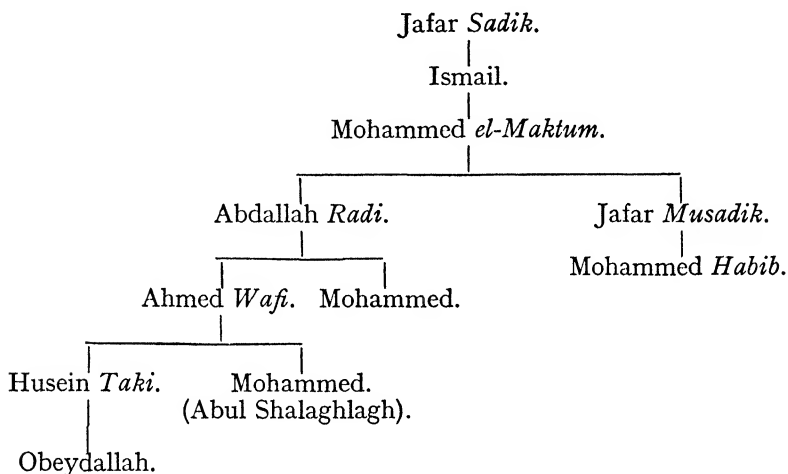 Jafar Sadik.
Ismail.
Mohammed el-Maktum.
Abdallah Radi. Jafar Musadik.
Mohammed Habib.
Ahmed Wafi. Mohammed.
Husein Taki. Mohammed.
(Abul Shalaghlagh).
Obeydallah.